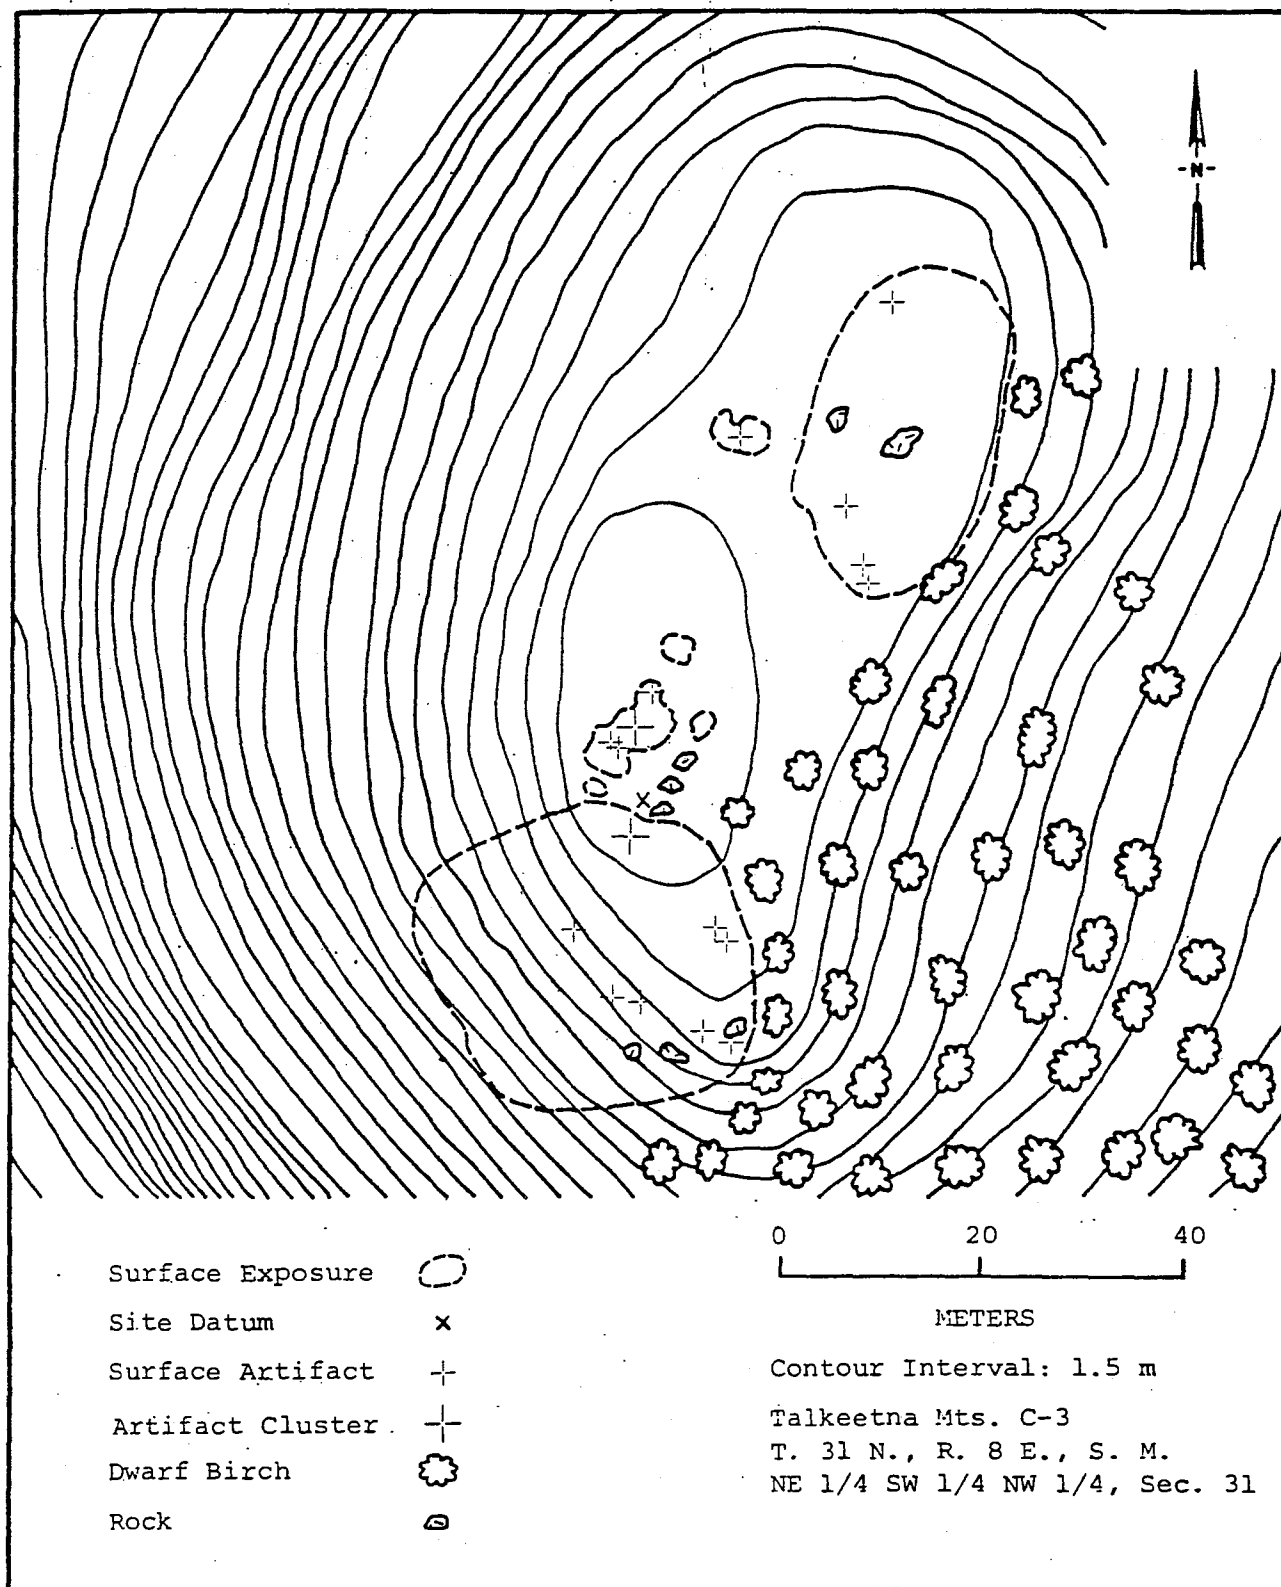 -N-
0 20 40
METERS
Surface Exposure
Site Datum
Surface Artifact
Artifact Cluster
Dwarf Birch
Rock
Contour Interval: 1.5 m
Talkeetna Mts. C-3
T. 31 N., R. 8 E., S. M.
NE 1/4 SW 1/4 NW 1/4, Sec. 31